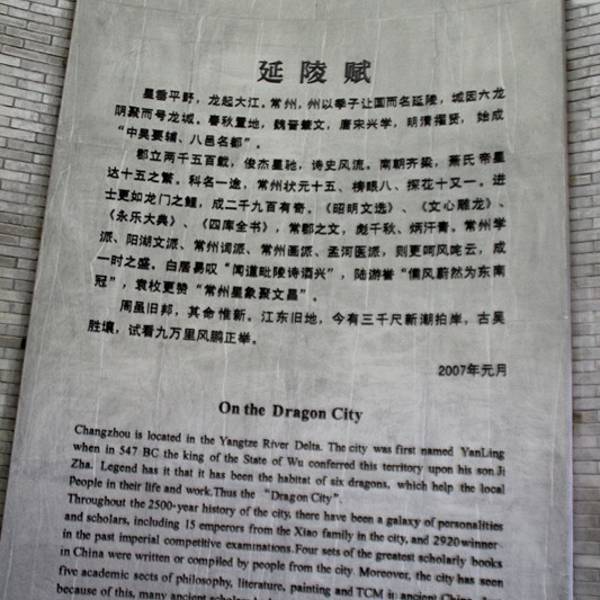 延陵赋
星垂平野，龙起大江。常州，州以季子让国而名延陵，城因六龙
阴聚而号龙城。春秋置地，魏晋肇文，唐宋兴学，明清擢贤，始成
“中吴要辅、八邑名都”。
郡立两千五百载，俊杰星驰，诗史风流。南朝齐梁，萧氏帝星
达十五之繁。科名一途，常州状元十五、榜眼八、探花十又一。进
士更如龙门之鲤，成二千九百有奇。《昭明文选》、《文心雕龙》、
《永乐大典》、《四库全书》，常郡之文，彪千秋、炳汗青。常州学
派、阳湖文派、常州词派、常州画派、孟河医派，则更呵风咤云，成
一时之盛。白居易叹“闻道毗陵诗酒兴”，陆游誉“儒风蔚然为东南
冠”，袁枚更赞“常州星象聚文昌”。
周虽旧邦，其命惟新。江东旧地，今有三千尺新潮拍岸，古吴
胜壤，试看九万里风鹏正举。
2007年元月
On the Dragon City
Changzhou is located in the Yangtze River Delta. The city was first named YanLing
when in 547 BC the king of the State of Wu conferred this territory upon his son Ji
Zha. Legend has it that it has been the habitat of six dragons, which help the local
People in their life and work.Thus the “Dragon City”.
Throughout the 2500-year history of the city, there have been a galaxy of personalities
and scholars, including 15 emperors from the Xiao family in the city, and 2920 winner
in the past imperial competitive examinations.Four sets of the greatest scholarly books
in China were written or compiled by people from the city. Moreover, the city has seen
five academic sects of philosophy, literature, painting and TCM in ancient China.
because of this, many ancient